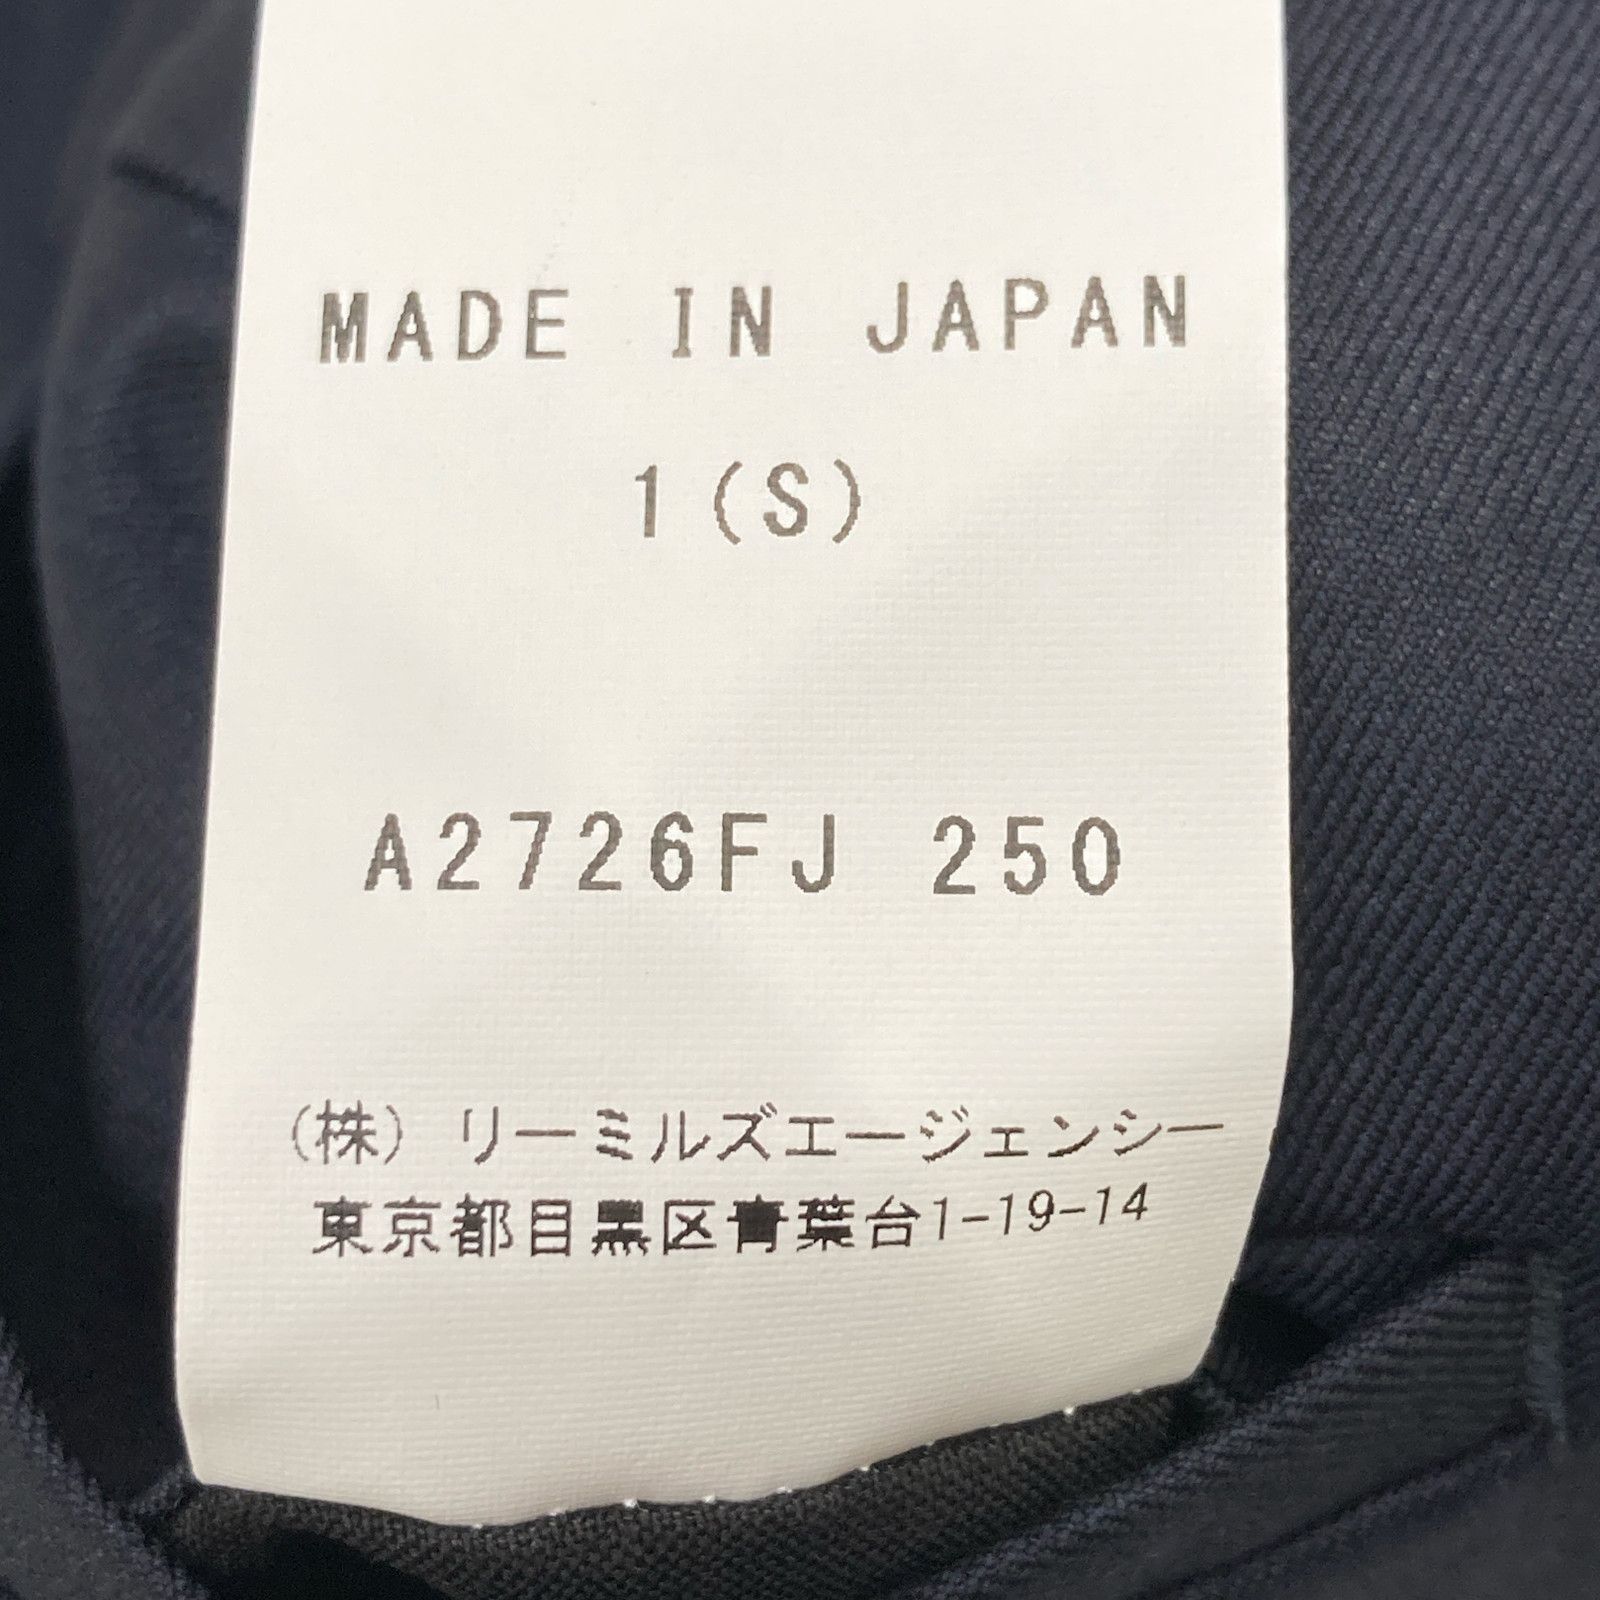 MADE IN JAPAN
1(S)
A2726FJ 250
(株) リーミルズエージェンシー
東京都目黒区青葉台1-19-14